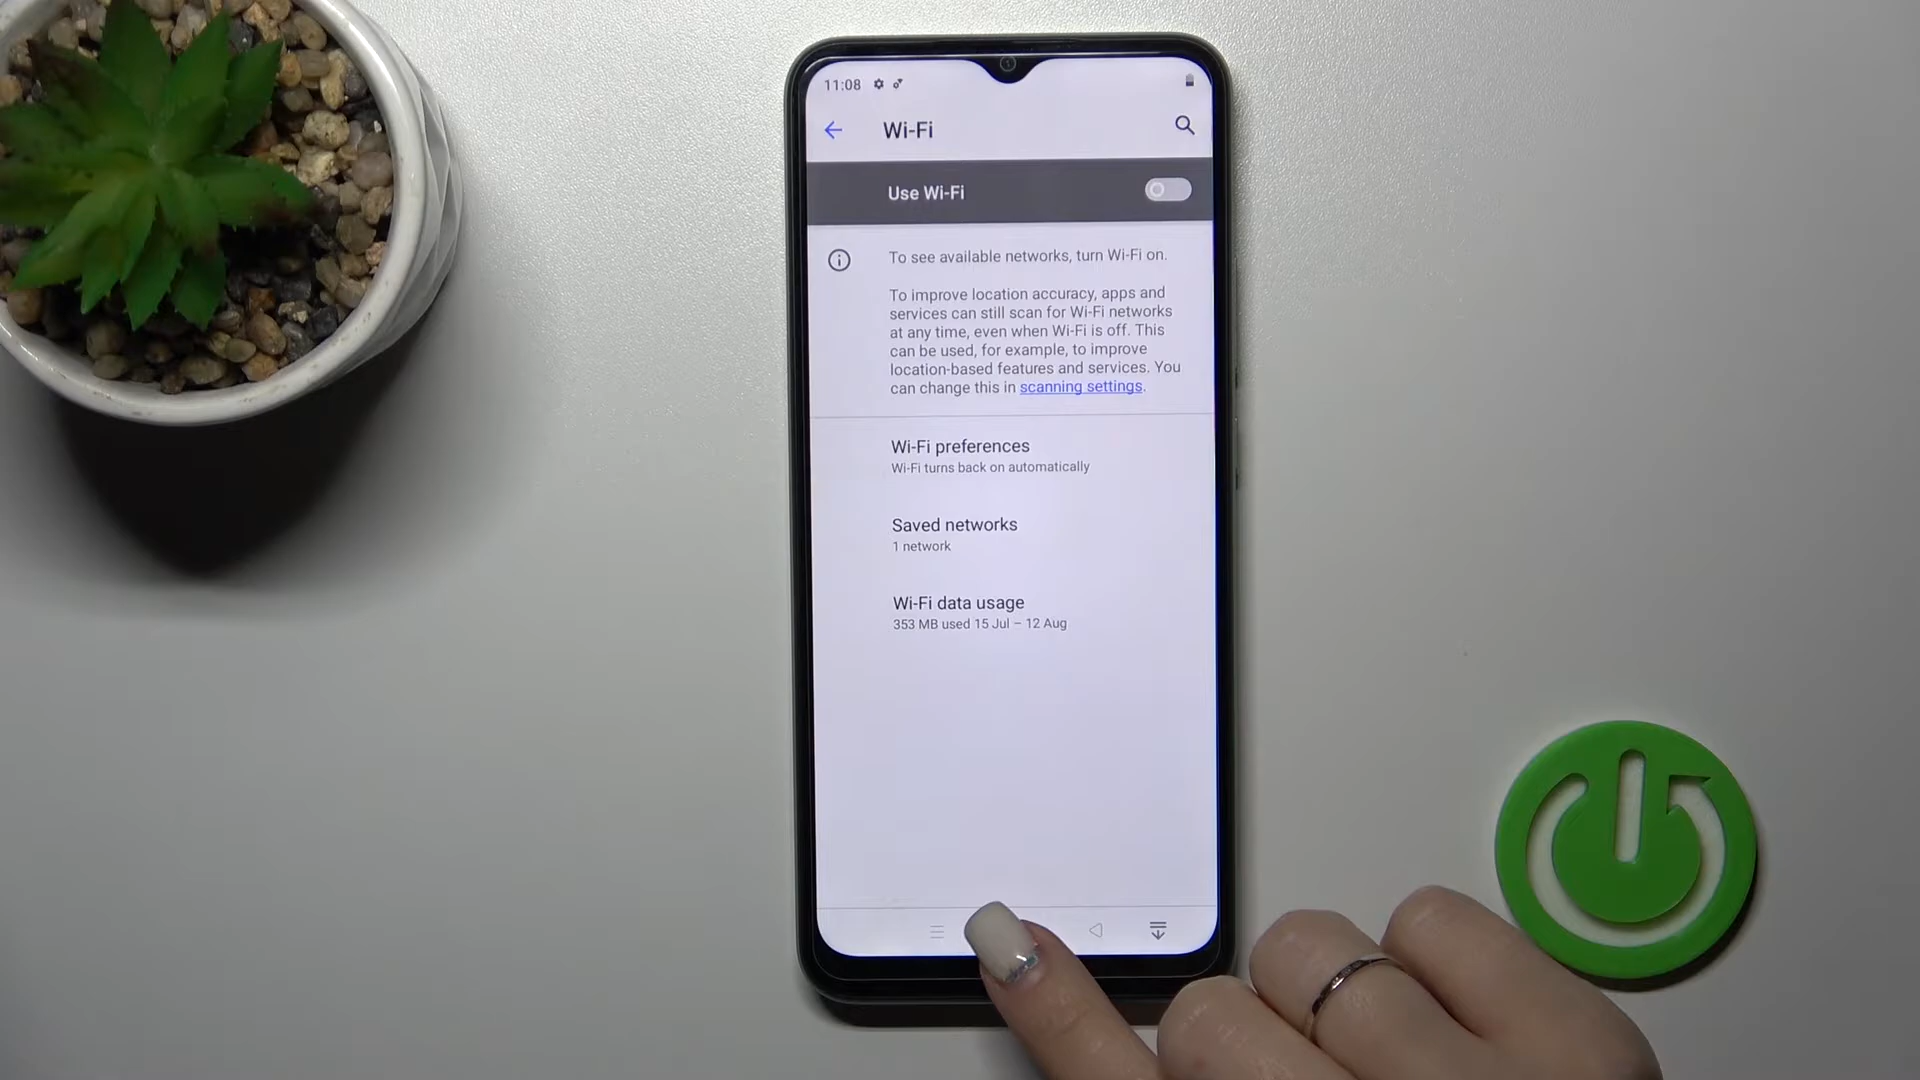 11:08
Wi-Fi
Use Wi-Fi
To see available networks, turn Wi-Fi on.
To improve location accuracy, apps and
services can still scan for Wi-Fi networks
at any time, even when Wi-Fi is off. This
can be used, for example, to improve
location-based features and services. You
can change this in scanning settings.
Wi-Fi preferences
Wi-Fi turns back on automatically
Saved networks
1 network
Wi-Fi data usage
353 MB used 15 Jul – 12 Aug